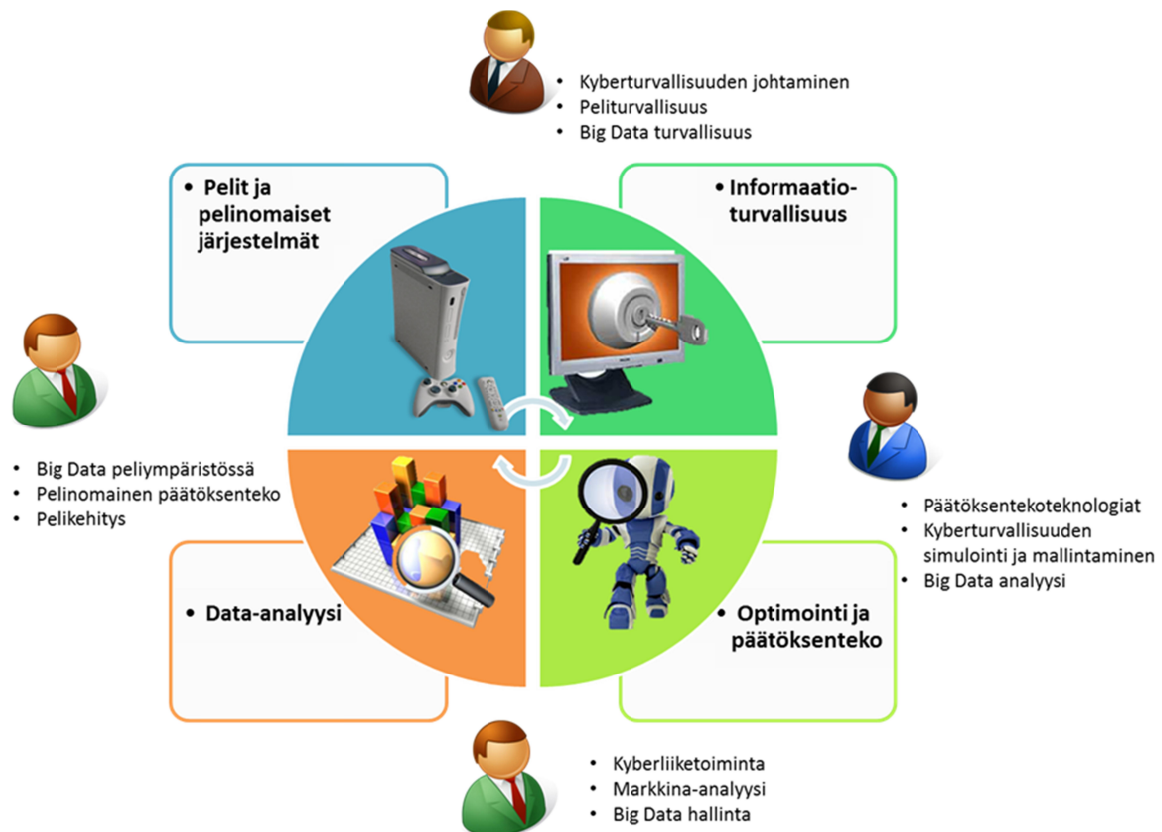 • Kyberturvallisuuden johtaminen
• Peliturvallisuus
• Big Data turvallisuus
• Pelit ja
pelinomaiset
järjestelmät
• Informaatio-
turvallisuus
• Big Data peliympäristössä
• Pelinomainen päätöksenteko
• Pelikehitys
• Päätöksentekoteknologiat
• Kyberturvallisuuden
simulointi ja mallintaminen
• Big Data analyysi
• Data-analyysi
• Optimointi ja
päätöksenteko
• Kyberliiketoiminta
• Markkina-analyysi
• Big Data hallinta